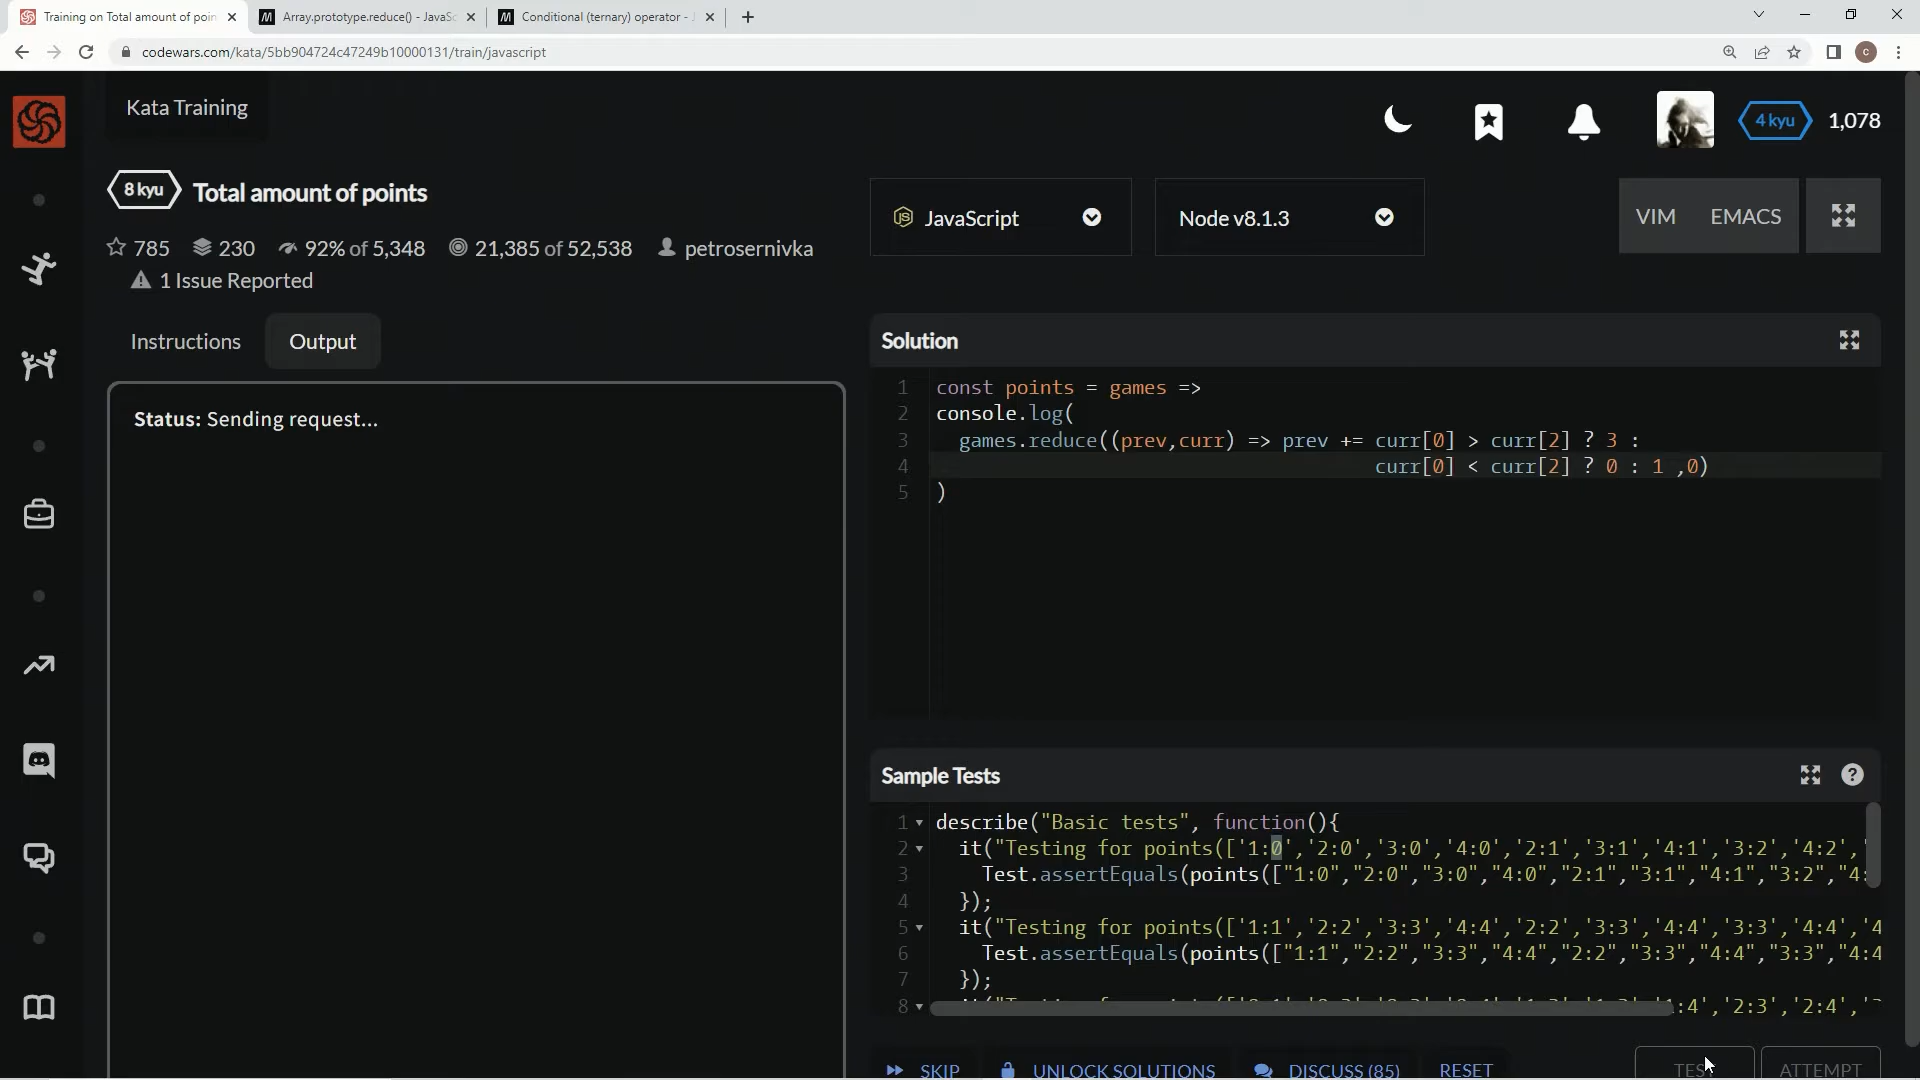 Training on Total amount of poin
Array.prototype.reduce() - JavaSc
Conditional (ternary) operator - J
codewars.com/kata/5bb904724c47249b10000131/train/javascript
C
Kata Training
4 kyu
1,078
8 kyu
Total amount of points
785
230
92% of 5,348
21,385 of 52,538
petrosernivka
1 Issue Reported
JavaScript
Node v8.1.3
VIM
EMACS
Instructions
Output
Status: Sending request...
Solution
1 const points = games =>
2 console.log(
3 games.reduce((prev,curr) => prev += curr[0] > curr[2] ? 3 :
4 curr[0] < curr[2] ? 0 : 1 ,0)
5 )
Sample Tests
1 describe("Basic tests", function(){
2 it("Testing for points(['1:0','2:0','3:0','4:0','2:1','3:1','4:1','3:2','4:2','
3 Test.assertEquals(points(["1:0","2:0","3:0","4:0","2:1","3:1","4:1","3:2","4:
4 });
5 it("Testing for points(['1:1','2:2','3:3','4:4','2:2','3:3','4:4','3:3','4:4','4
6 Test.assertEquals(points(["1:1","2:2","3:3","4:4","2:2","3:3","4:4","3:3","4:4
7 });
8 :4','2:3','2:4','
SKIP
UNLOCK SOLUTIONS
DISCUSS (85)
RESET
TEST
ATTEMPT